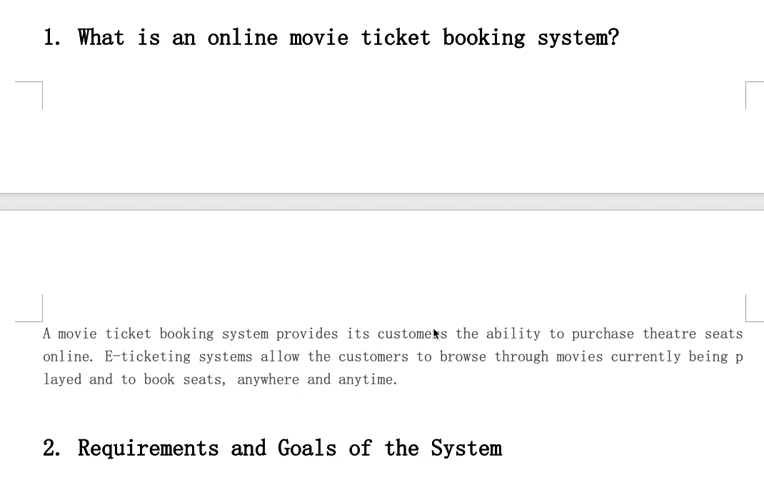 1. What is an online movie ticket booking system?
A movie ticket booking system provides its customers the ability to purchase theatre seats
online. E-ticketing systems allow the customers to browse through movies currently being p
layed and to book seats, anywhere and anytime.
2. Requirements and Goals of the System